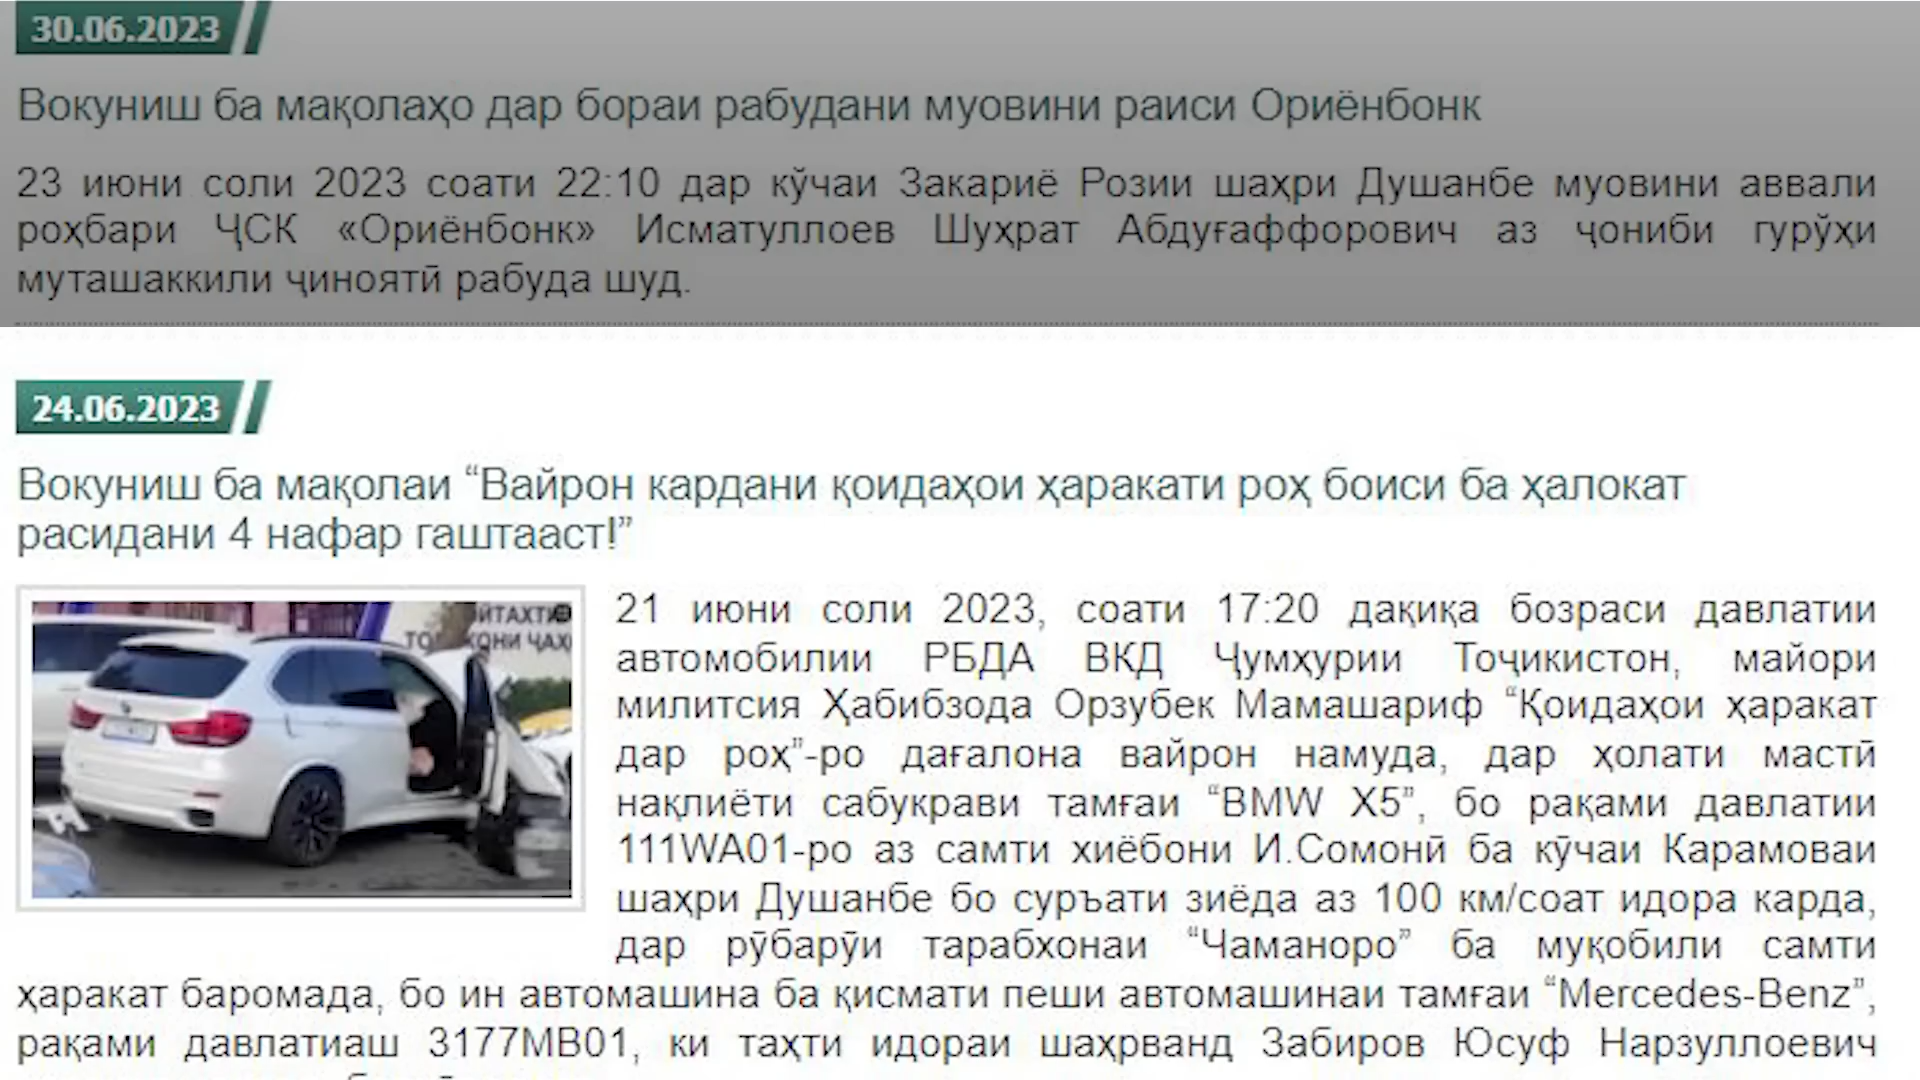 30.06.2023
Вокуниш ба мақолаҳо дар бораи рабудани муовини раиси Ориёнбонк
23 июни соли 2023 соати 22:10 дар кӯчаи Закариё Розии шаҳри Душанбе муовини аввали
роҳбари ҶСК «Ориёнбонк» Исматуллоев Шуҳрат Абдуғаффорович аз ҷониби гурӯҳи
муташаккили ҷиноятӣ рабуда шуд.
24.06.2023
Вокуниш ба мақолаи “Вайрон кардани қоидаҳои ҳаракати роҳ боиси ба ҳалокат
расидани 4 нафар гаштааст!”
21 июни соли 2023, соати 17:20 дақиқа бозраси давлатии
автомобилии РБДА ВКД Ҷумҳурии Тоҷикистон, майори
милитсия Ҳабибзода Орзубек Мамашариф “Қоидаҳои ҳаракат
дар роҳ”-ро дағалона вайрон намуда, дар ҳолати мастӣ
нақлиёти сабукрави тамғаи “BMW X5”, бо рақами давлатии
111WA01-ро аз самти хиёбони И.Сомонӣ ба кӯчаи Карамоваи
шаҳри Душанбе бо суръати зиёда аз 100 км/соат идора карда,
дар рӯбарӯи тарабхонаи “Чаманоро” ба муқобили самти
ҳаракат баромада, бо ин автомашина ба қисмати пеши автомашинаи тамғаи “Mercedes-Benz”,
рақами давлатиаш 3177МВ01, ки таҳти идораи шаҳрванд Забиров Юсуф Нарзуллоевич